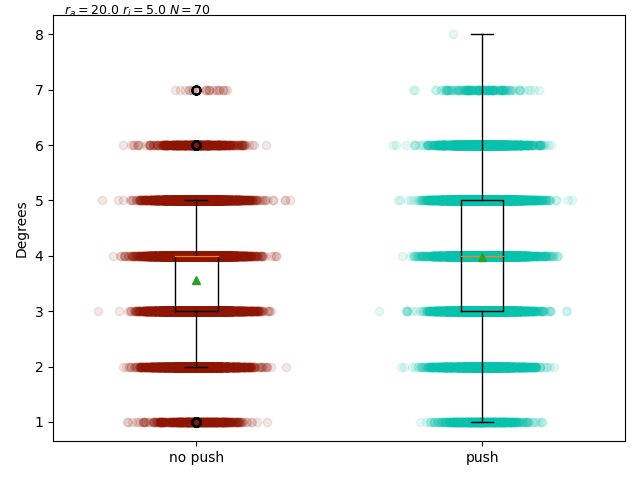 r_a = 20.0 r_i = 5.0 N = 70
8
7
6
5
4
3
2
1
Degrees
no push
push